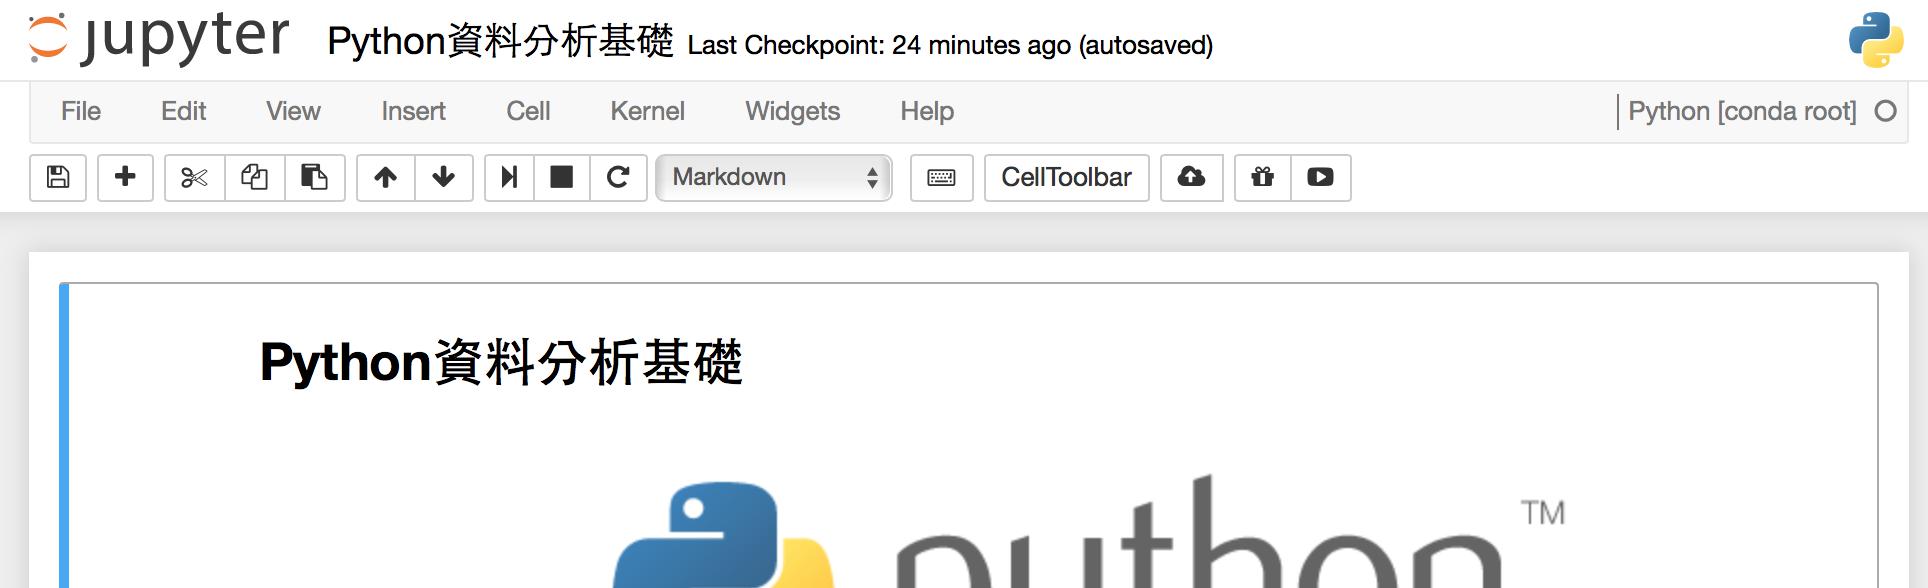 jupyter Python資料分析基礎 Last Checkpoint: 24 minutes ago (autosaved)
File Edit View Insert Cell Kernel Widgets Help Python [conda root]
Markdown CellToolbar
Python資料分析基礎
python TM